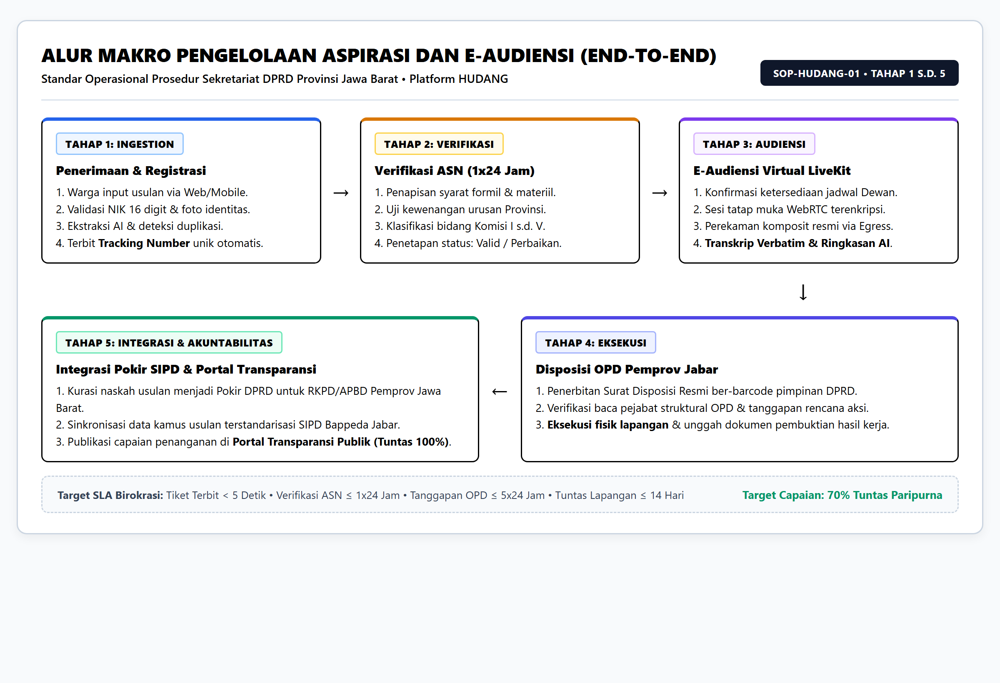 ALUR MAKRO PENGELOLAAN ASPIRASI DAN E-AUDIENSI (END-TO-END)
Standar Operasional Prosedur Sekretariat DPRD Provinsi Jawa Barat • Platform HUDANG
SOP-HUDANG-01 • TAHAP 1 S.D. 5
TAHAP 1: INGESTION
Penerimaan & Registrasi
1. Warga input usulan via Web/Mobile.
2. Validasi NIK 16 digit & foto identitas.
3. Ekstraksi AI & deteksi duplikasi.
4. Terbit Tracking Number unik otomatis.
→
TAHAP 2: VERIFIKASI
Verifikasi ASN (1x24 Jam)
1. Penapisan syarat formil & materiil.
2. Uji kewenangan urusan Provinsi.
3. Klasifikasi bidang Komisi I s.d. V.
4. Penetapan status: Valid / Perbaikan.
→
TAHAP 3: AUDIENSI
E-Audiensi Virtual LiveKit
1. Konfirmasi ketersediaan jadwal Dewan.
2. Sesi tatap muka WebRTC terenkripsi.
3. Perekaman komposit resmi via Egress.
4. Transkrip Verbatim & Ringkasan AI.
↓
TAHAP 4: EKSEKUSI
Disposisi OPD Pemprov Jabar
1. Penerbitan Surat Disposisi Resmi ber-barcode pimpinan DPRD.
2. Verifikasi baca pejabat struktural OPD & tanggapan rencana aksi.
3. Eksekusi fisik lapangan & unggah dokumen pembuktian hasil kerja.
←
TAHAP 5: INTEGRASI & AKUNTABILITAS
Integrasi Pokir SIPD & Portal Transparansi
1. Kurasi naskah usulan menjadi Pokir DPRD untuk RKPD/APBD Pemprov Jawa
Barat.
2. Sinkronisasi data kamus usulan terstandarisasi SIPD Bappeda Jabar.
3. Publikasi capaian penanganan di Portal Transparansi Publik (Tuntas 100%).
Target SLA Birokrasi: Tiket Terbit < 5 Detik • Verifikasi ASN ≤ 1x24 Jam • Tanggapan OPD ≤ 5x24 Jam • Tuntas Lapangan ≤ 14 Hari
Target Capaian: 70% Tuntas Paripurna